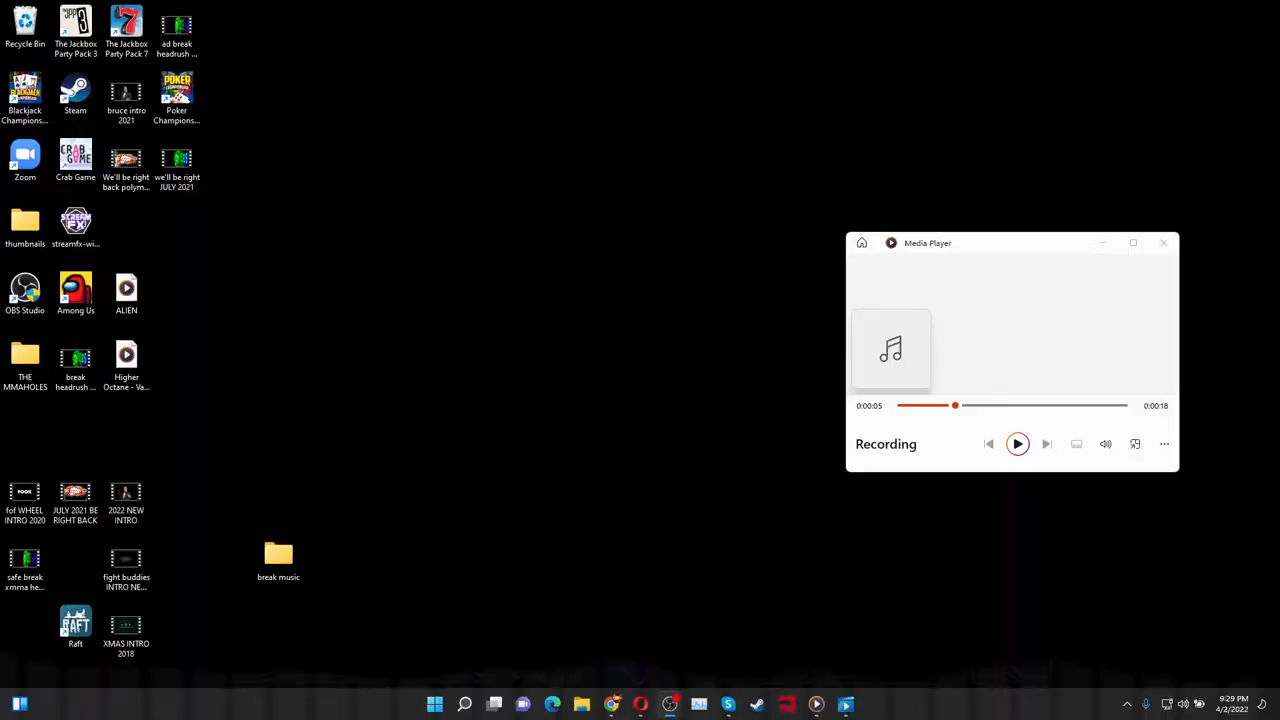 Recycle Bin
The Jackbox
Party Pack 3
The Jackbox
Party Pack 7
ad break
headrush ...
Blackjack
Champions...
Steam
bruce intro
2021
Poker
Champions...
Zoom
Crab Game
We'll be right
back polym...
we'll be right
JULY 2021
thumbnails
streamfx-wi...
OBS Studio
Among Us
ALIEN
THE
MMAHOLES
break
headrush ...
Higher
Octane - Va...
Media Player
0:00:05
0:00:18
Recording
fof WHEEL
INTRO 2020
JULY 2021 BE
RIGHT BACK
2022 NEW
INTRO
safe break
xmma he...
fight buddies
INTRO NE...
break music
Raft
XMAS INTRO
2018
9:29 PM
4/2/2022